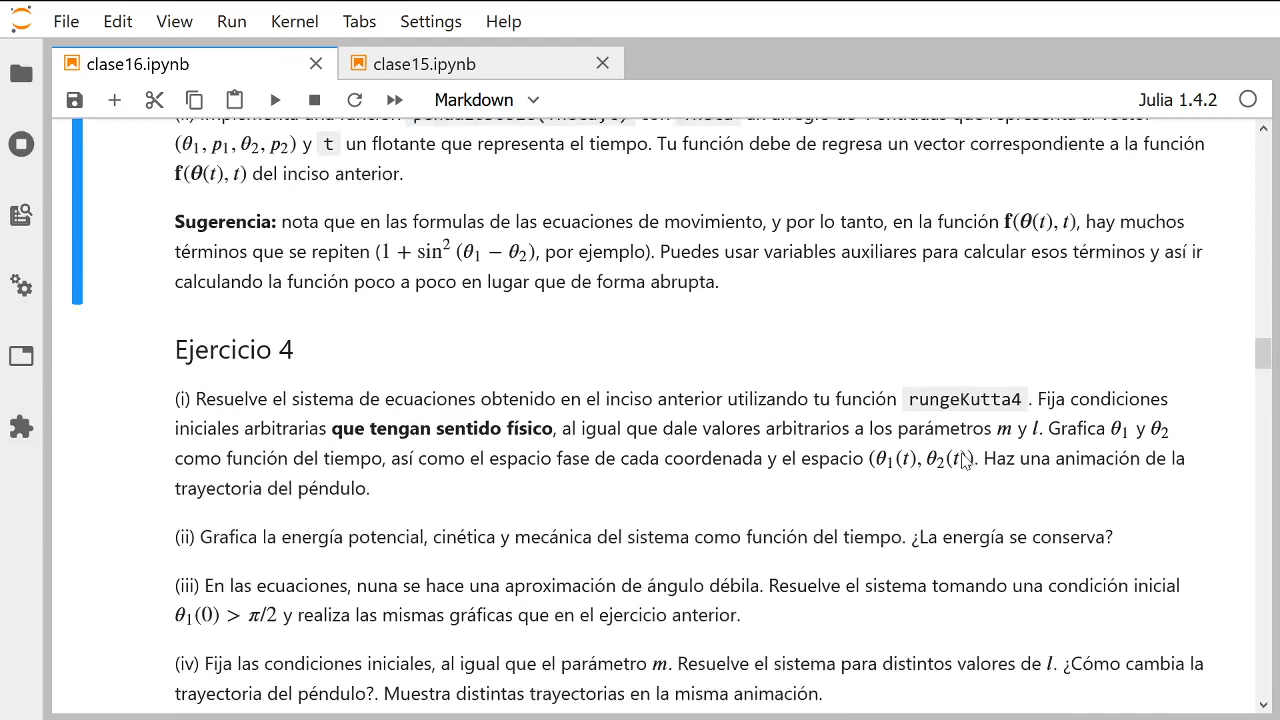 File Edit View Run Kernel Tabs Settings Help
clase16.ipynb clase15.ipynb
Markdown Julia 1.4.2
(θ₁, p₁, θ₂, p₂) y t un flotante que representa el tiempo. Tu función debe de regresa un vector correspondiente a la función
f(θ(t), t) del inciso anterior.
Sugerencia: nota que en las formulas de las ecuaciones de movimiento, y por lo tanto, en la función f(θ(t), t), hay muchos
términos que se repiten (1 + sin² (θ₁ − θ₂), por ejemplo). Puedes usar variables auxiliares para calcular esos términos y así ir
calculando la función poco a poco en lugar que de forma abrupta.
Ejercicio 4
(i) Resuelve el sistema de ecuaciones obtenido en el inciso anterior utilizando tu función rungeKutta4 . Fija condiciones
iniciales arbitrarias que tengan sentido físico, al igual que dale valores arbitrarios a los parámetros m y l. Grafica θ₁ y θ₂
como función del tiempo, así como el espacio fase de cada coordenada y el espacio (θ₁(t), θ₂(t). Haz una animación de la
trayectoria del péndulo.
(ii) Grafica la energía potencial, cinética y mecánica del sistema como función del tiempo. ¿La energía se conserva?
(iii) En las ecuaciones, nuna se hace una aproximación de ángulo débila. Resuelve el sistema tomando una condición inicial
θ₁(0) > π/2 y realiza las mismas gráficas que en el ejercicio anterior.
(iv) Fija las condiciones iniciales, al igual que el parámetro m. Resuelve el sistema para distintos valores de l. ¿Cómo cambia la
trayectoria del péndulo?. Muestra distintas trayectorias en la misma animación.